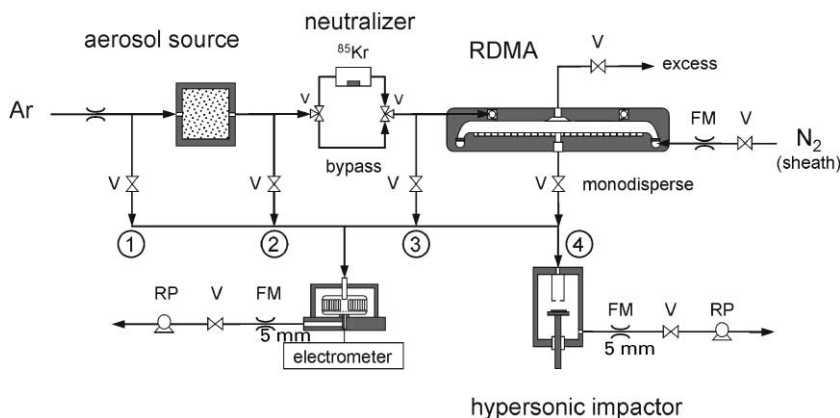 neutralizer
aerosol source
⁸⁵Kr
RDMA
V
excess
Ar
V
V
FM
V
N₂
(sheath)
bypass
V
V
V
V
monodisperse
1
2
3
4
RP
V
FM
5 mm
electrometer
FM
V
RP
5 mm
hypersonic impactor